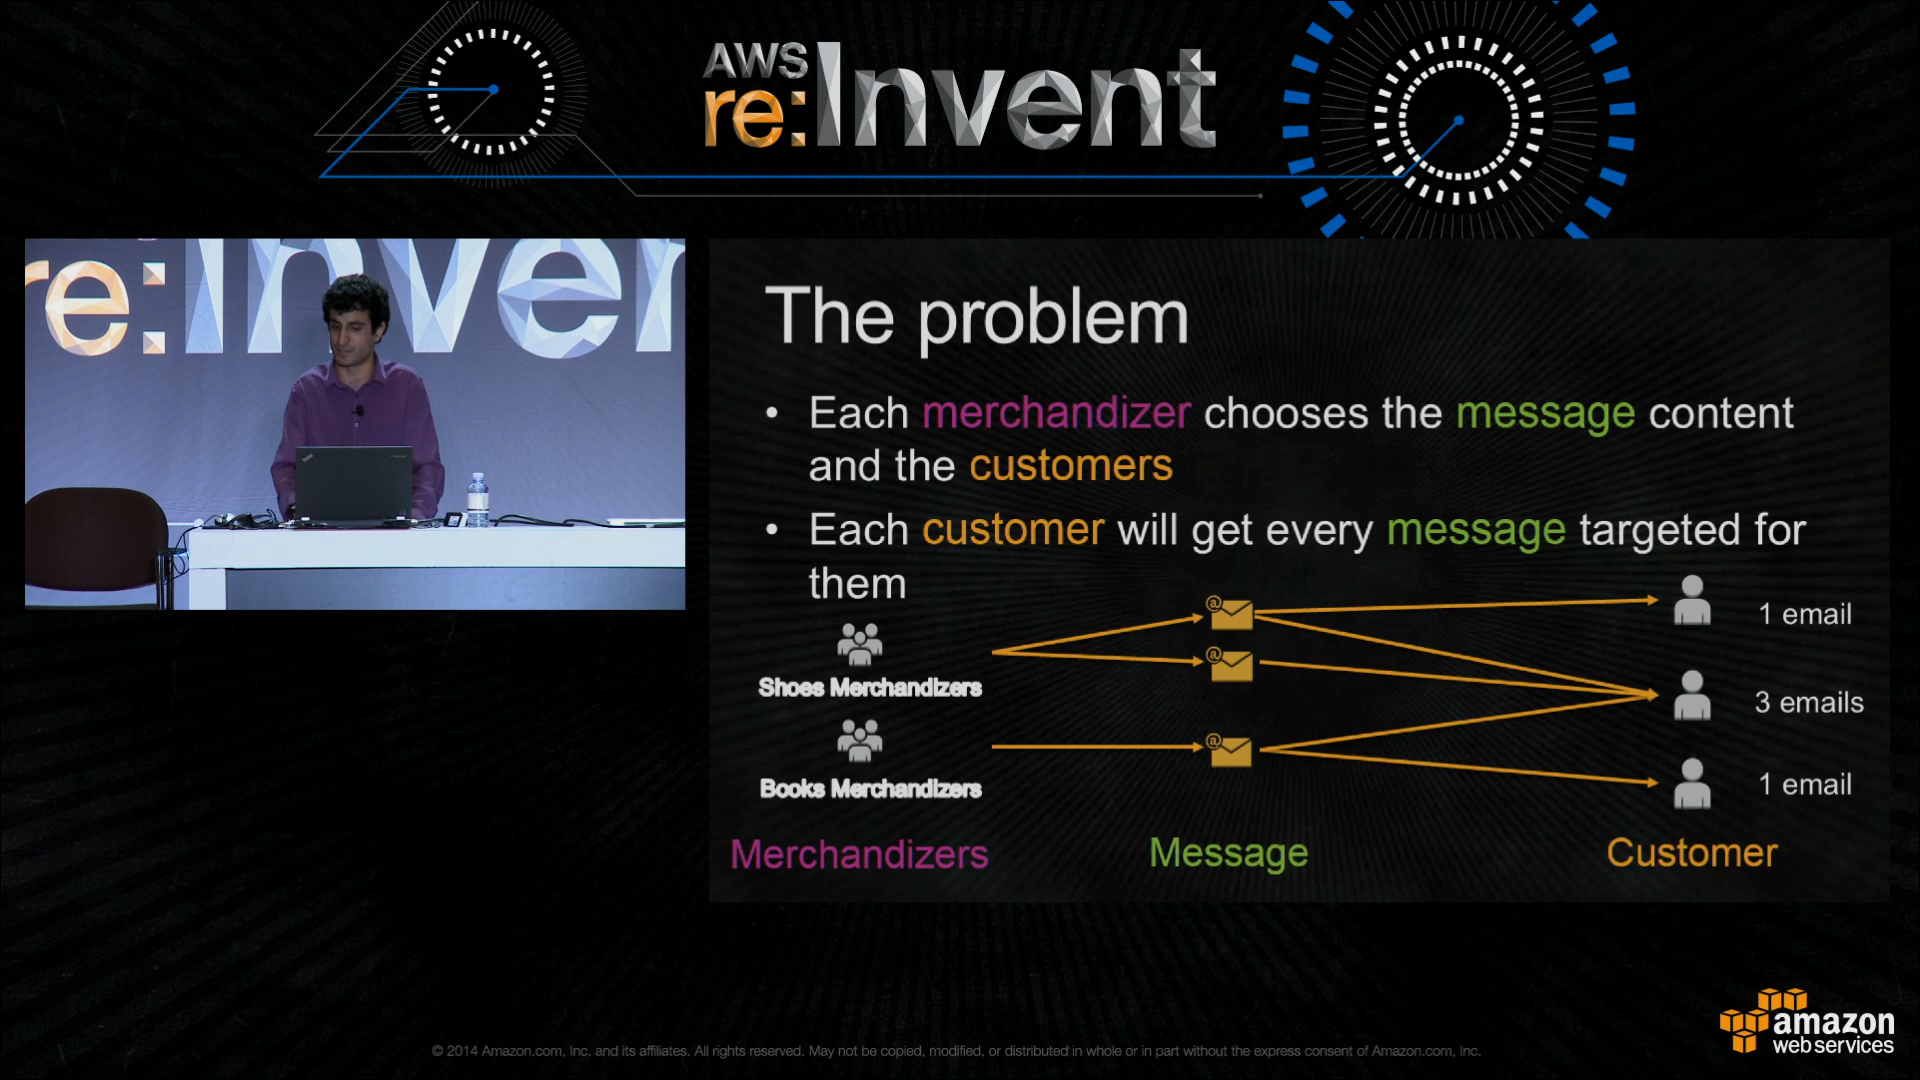 AWS
re:Invent
re:Inver
The problem
• Each merchandizer chooses the message content
and the customers
• Each customer will get every message targeted for
them
1 email
Shoes Merchandizers
3 emails
Books Merchandizers
1 email
Merchandizers
Message
Customer
amazon
web services
© 2014 Amazon.com, Inc. and its affiliates. All rights reserved. May not be copied, modified, or distributed in whole or in part without the express consent of Amazon.com, Inc.